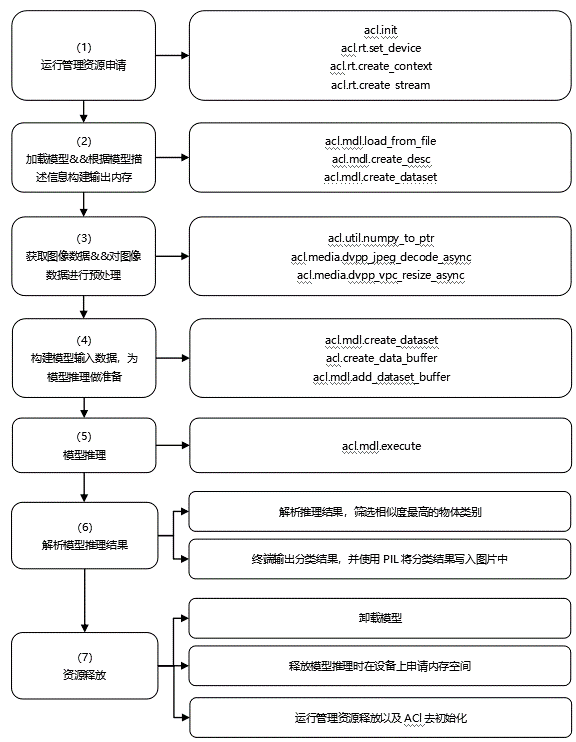 (1)
运行管理资源申请
acl.init
acl.rt.set_device
acl.rt.create_context
acl.rt.create stream
(2)
加载模型&&根据模型描
述信息构建输出内存
acl.mdl.load_from_file
acl.mdl.create_desc
acl.mdl.create_dataset
(3)
获取图像数据&&对图像
数据进行预处理
acl.util.numpy_to_ptr
acl.media.dvpp_jpeg_decode_async
acl.media.dvpp_vpc_resize_async
(4)
构建模型输入数据，为
模型推理做准备
acl.mdl.create_dataset
acl.create_data_buffer
acl.mdl.add_dataset_buffer
(5)
模型推理
acl.mdl.execute
(6)
解析模型推理结果
解析推理结果，筛选相似度最高的物体类别
终端输出分类结果，并使用 PIL 将分类结果写入图片中
(7)
资源释放
卸载模型
释放模型推理时在设备上申请内存空间
运行管理资源释放以及 ACl 去初始化